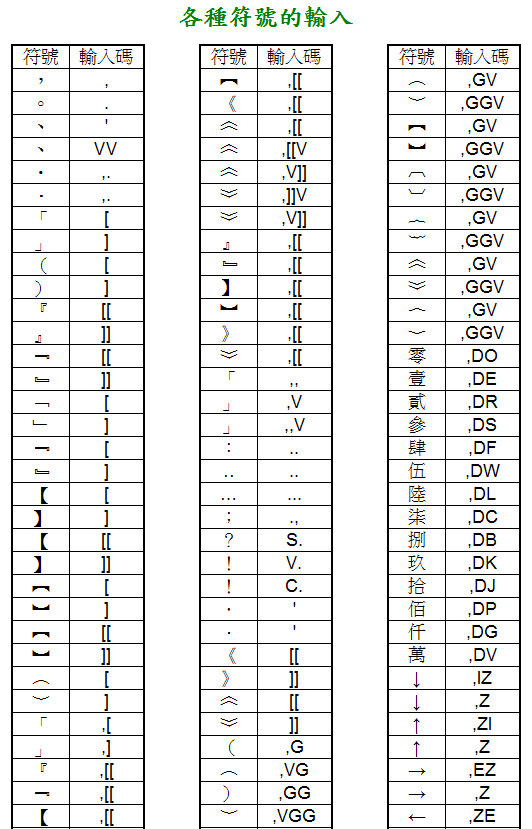 各種符號的輸入
符號 輸入碼
， ,
。 .
、 '
、 VV
‧ ,.
· ,.
「 [
」 ]
（ [
） ]
『 [[
』 ]]
﹃ [[
﹄ ]]
﹁ [
﹂ ]
﹃ [
﹄ ]
【 [
】 ]
【 [[
】 ]]
︻ [
︼ ]
︻ [[
︼ ]]
︵ [
︶ ]
「 ,[
」 ,]
『 ,[[
﹃ ,[[
【 ,[[
符號 輸入碼
︻ ,[[
《 ,[[
︽ ,[[
︽ ,[[V
︽ ,V]]
︾ ,]]V
︾ ,V]]
』 ,[[
﹄ ,[[
】 ,[[
︼ ,[[
》 ,[[
︾ ,[[
「 ,,
」 ,V
」 ,,V
： ..
‥ ..
… ...
； .,
？ S.
！ V.
！ C.
· '
· '
《 [[
》 ]]
︽ [[
︾ ]]
（ ,G
︵ ,VG
） ,GG
︶ ,VGG
符號 輸入碼
︵ ,GV
︶ ,GGV
︻ ,GV
︼ ,GGV
︹ ,GV
︺ ,GGV
︷ ,GV
︸ ,GGV
︽ ,GV
︾ ,GGV
︿ ,GV
﹀ ,GGV
零 ,DO
壹 ,DE
貳 ,DR
參 ,DS
肆 ,DF
伍 ,DW
陸 ,DL
柒 ,DC
捌 ,DB
玖 ,DK
拾 ,DJ
佰 ,DP
仟 ,DG
萬 ,DV
↓ ,IZ
↓ ,Z
↑ ,ZI
↑ ,Z
→ ,EZ
→ ,Z
← ,ZE